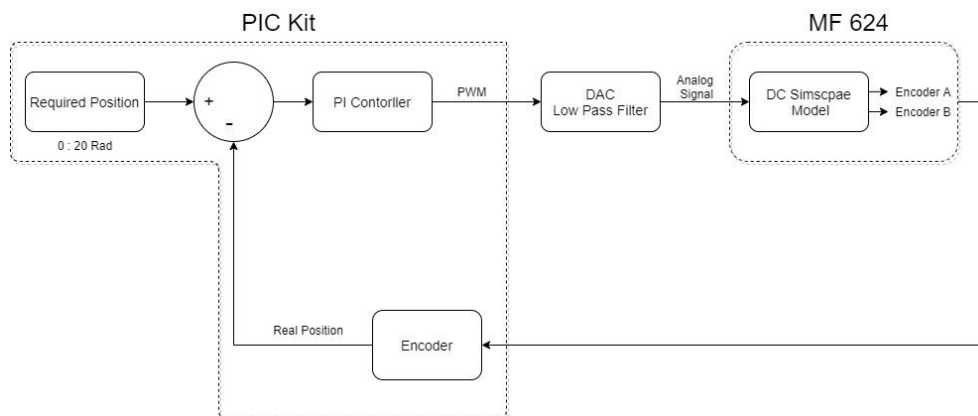 PIC Kit
MF 624
Required Position
0 : 20 Rad
+
-
PI Contorller
PWM
DAC
Low Pass Filter
Analog
Signal
DC Simscpae
Model
Encoder A
Encoder B
Real Position
Encoder